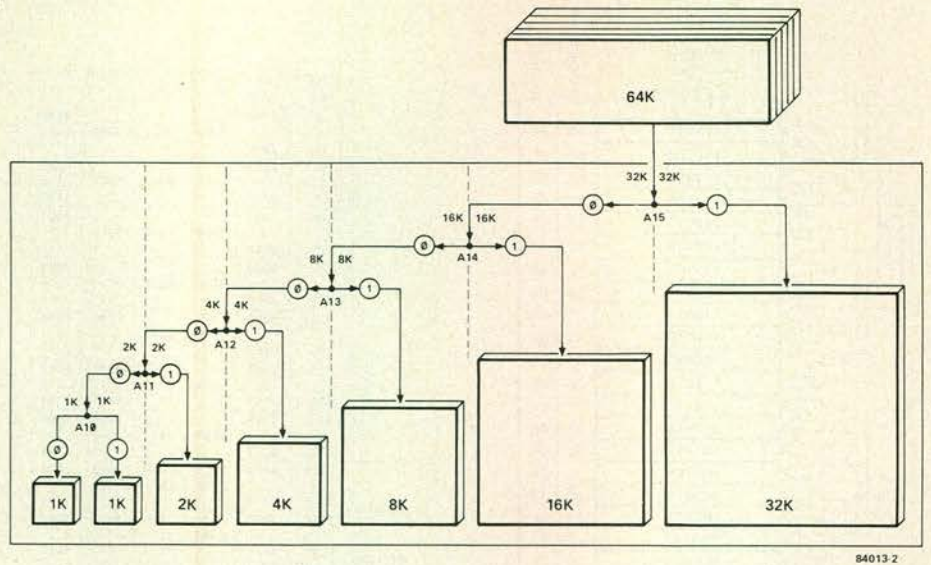 64K
32K 32K
Ø A15 1
16K 16K
Ø A14 1
8K 8K
Ø A13 1
4K 4K
Ø A12 1
2K 2K
Ø A11 1
1K 1K
A10
Ø 1
1K 1K 2K 4K 8K 16K 32K
84013-2